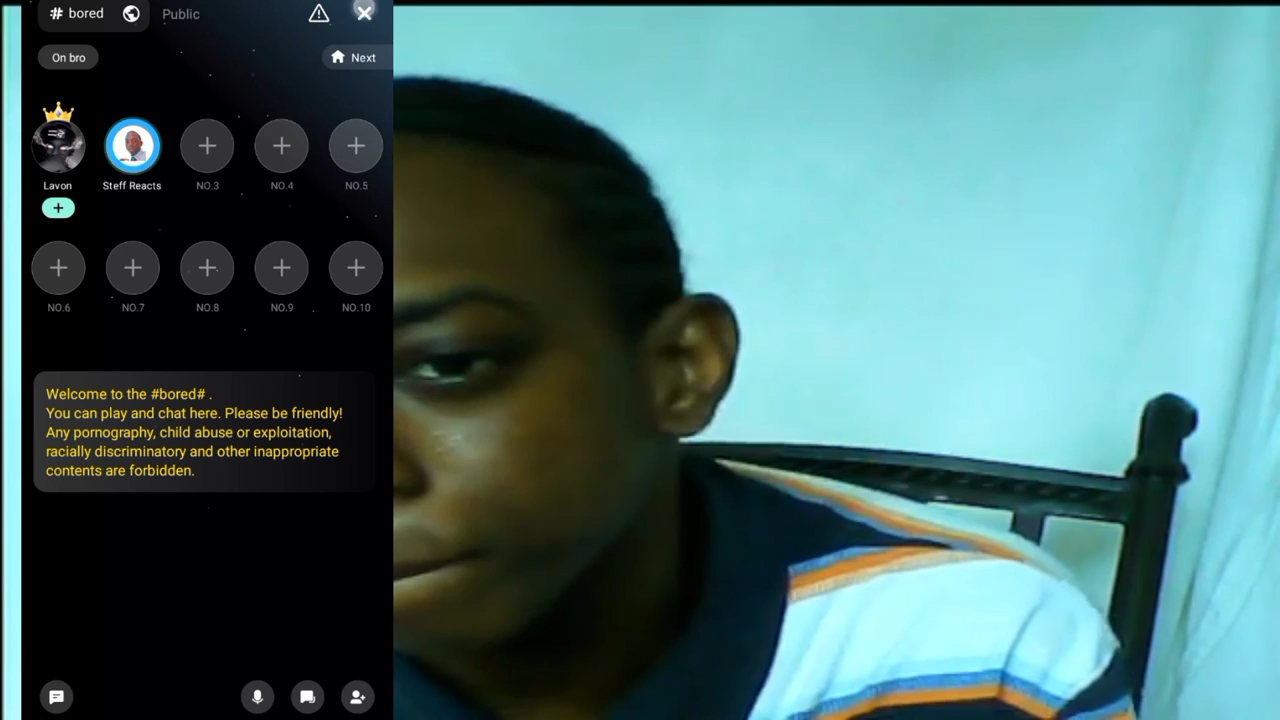 # bored
Public
On bro
Next
Lavon
Steff Reacts
NO.3
NO.4
NO.5
NO.6
NO.7
NO.8
NO.9
NO.10
Welcome to the #bored# .
You can play and chat here. Please be friendly!
Any pornography, child abuse or exploitation,
racially discriminatory and other inappropriate
contents are forbidden.